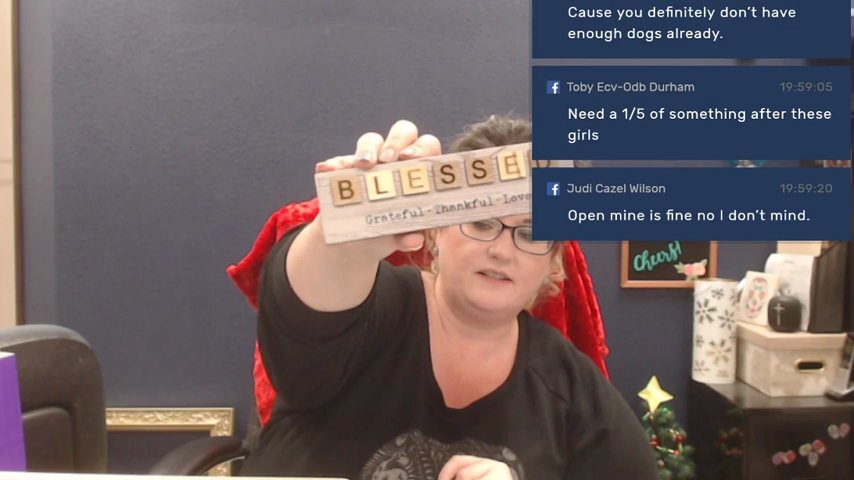 Cause you definitely don't have
enough dogs already.
Toby Ecv-Odb Durham 19:59:05
Need a 1/5 of something after these
girls
Judi Cazel Wilson 19:59:20
Open mine is fine no I don't mind.
BLESSED
Grateful-Thankful-Love
Cheers!